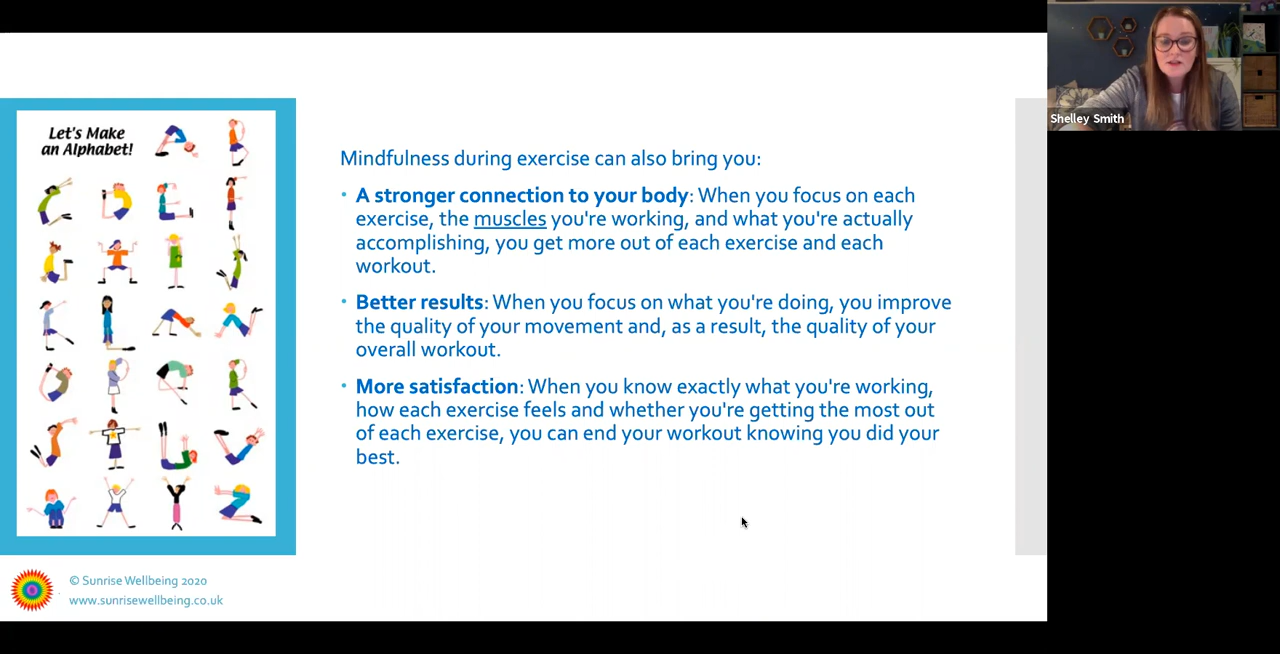 Let's Make
an Alphabet!
Mindfulness during exercise can also bring you:
• A stronger connection to your body: When you focus on each
exercise, the muscles you're working, and what you're actually
accomplishing, you get more out of each exercise and each
workout.
• Better results: When you focus on what you're doing, you improve
the quality of your movement and, as a result, the quality of your
overall workout.
• More satisfaction: When you know exactly what you're working,
how each exercise feels and whether you're getting the most out
of each exercise, you can end your workout knowing you did your
best.
© Sunrise Wellbeing 2020
www.sunrisewellbeing.co.uk
Shelley Smith